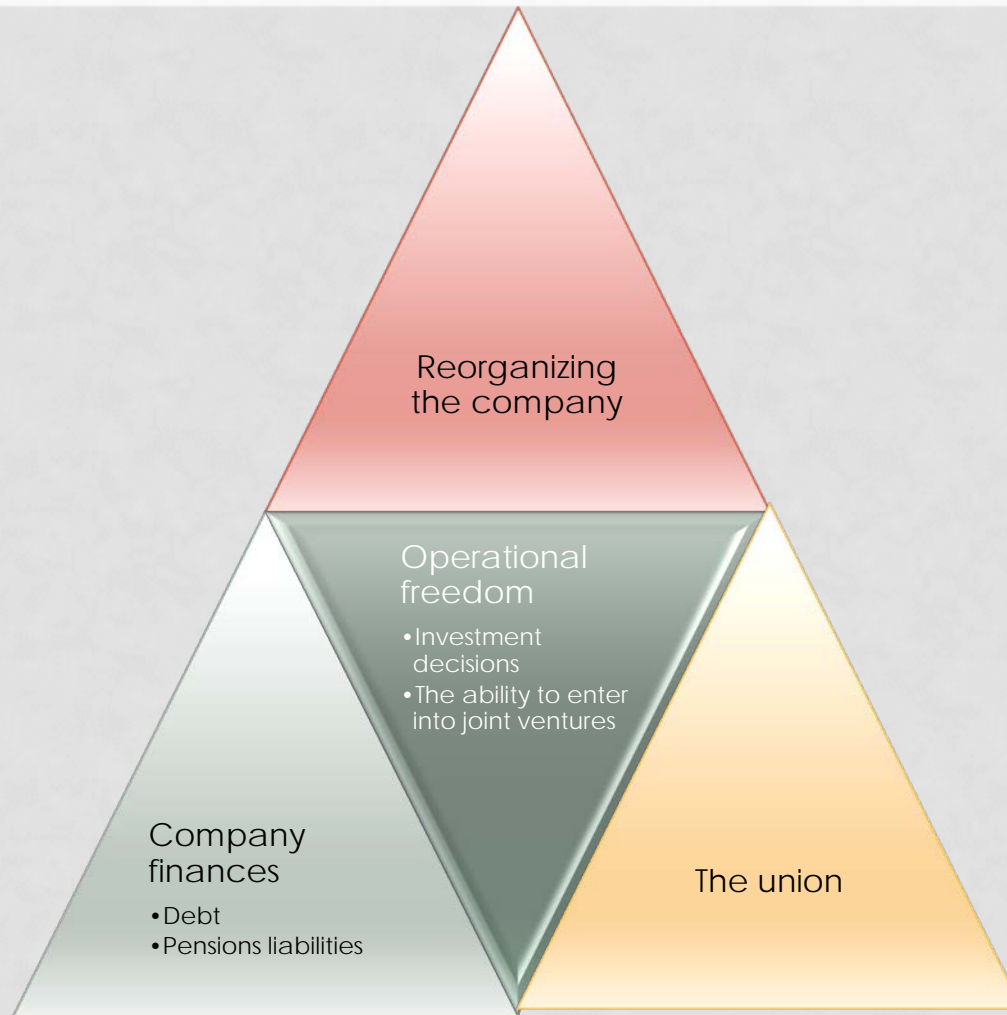 Reorganizing
the company
Operational
freedom
•Investment
decisions
•The ability to enter
into joint ventures
Company
finances
•Debt
•Pensions liabilities
The union